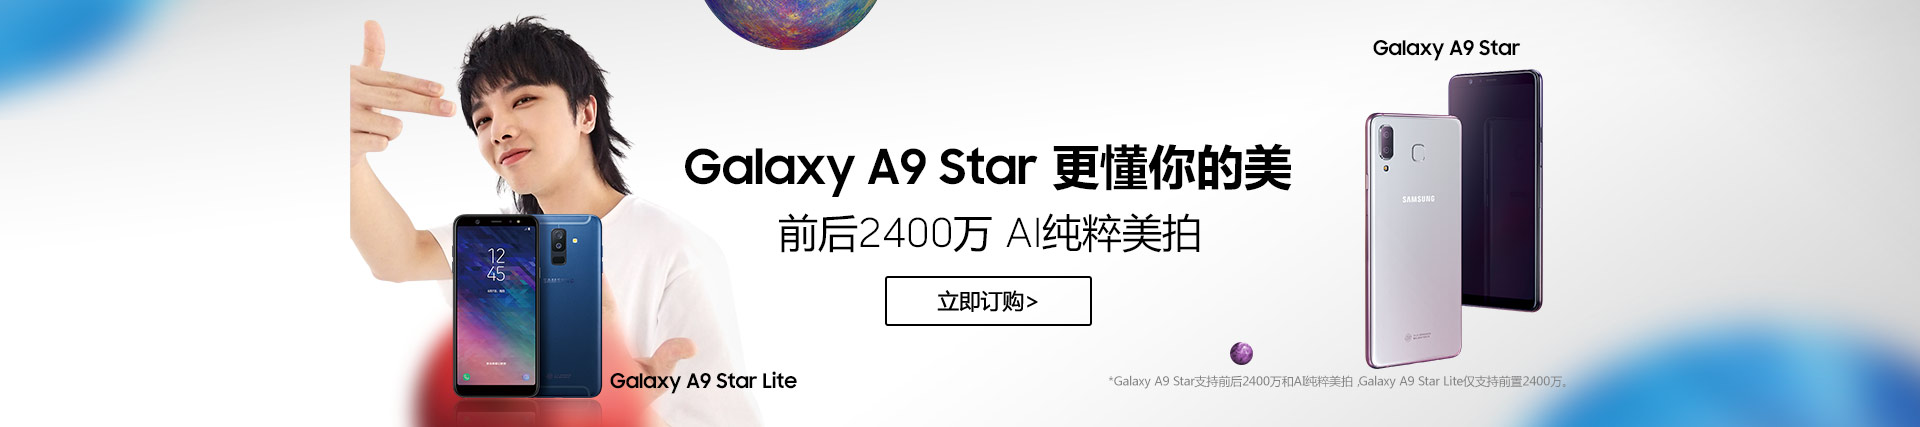 Galaxy A9 Star
Galaxy A9 Star 更懂你的美
前后2400万 AI纯粹美拍
立即订购>
SAMSUNG
12
45
Galaxy A9 Star Lite
*Galaxy A9 Star支持前后2400万和AI纯粹美拍 ,Galaxy A9 Star Lite仅支持前置2400万。